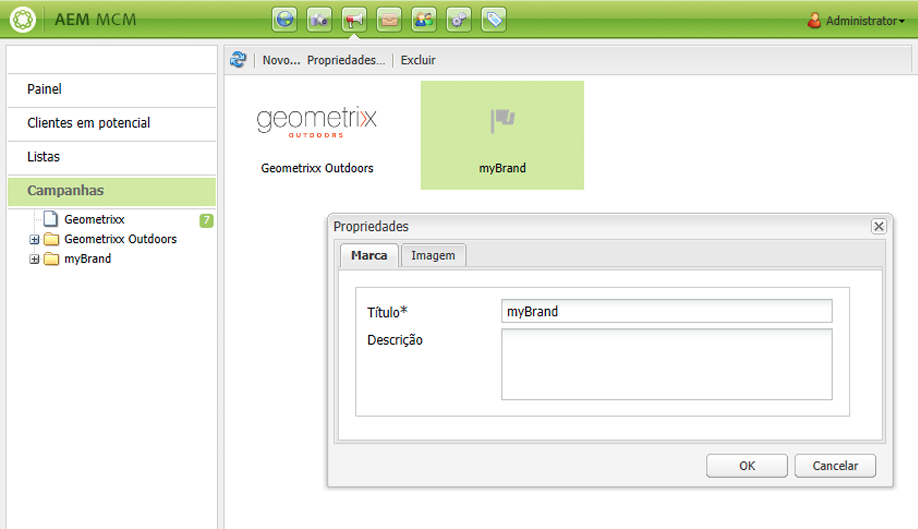 AEM MCM
Administrator
Novo... Propriedades... Excluir
Painel
Clientes em potencial
Listas
Campanhas
Geometrixx 7
Geometrixx Outdoors
myBrand
geometrixx
OUTDOORS
Geometrixx Outdoors
myBrand
Propriedades
Marca Imagem
Título* myBrand
Descrição
OK Cancelar